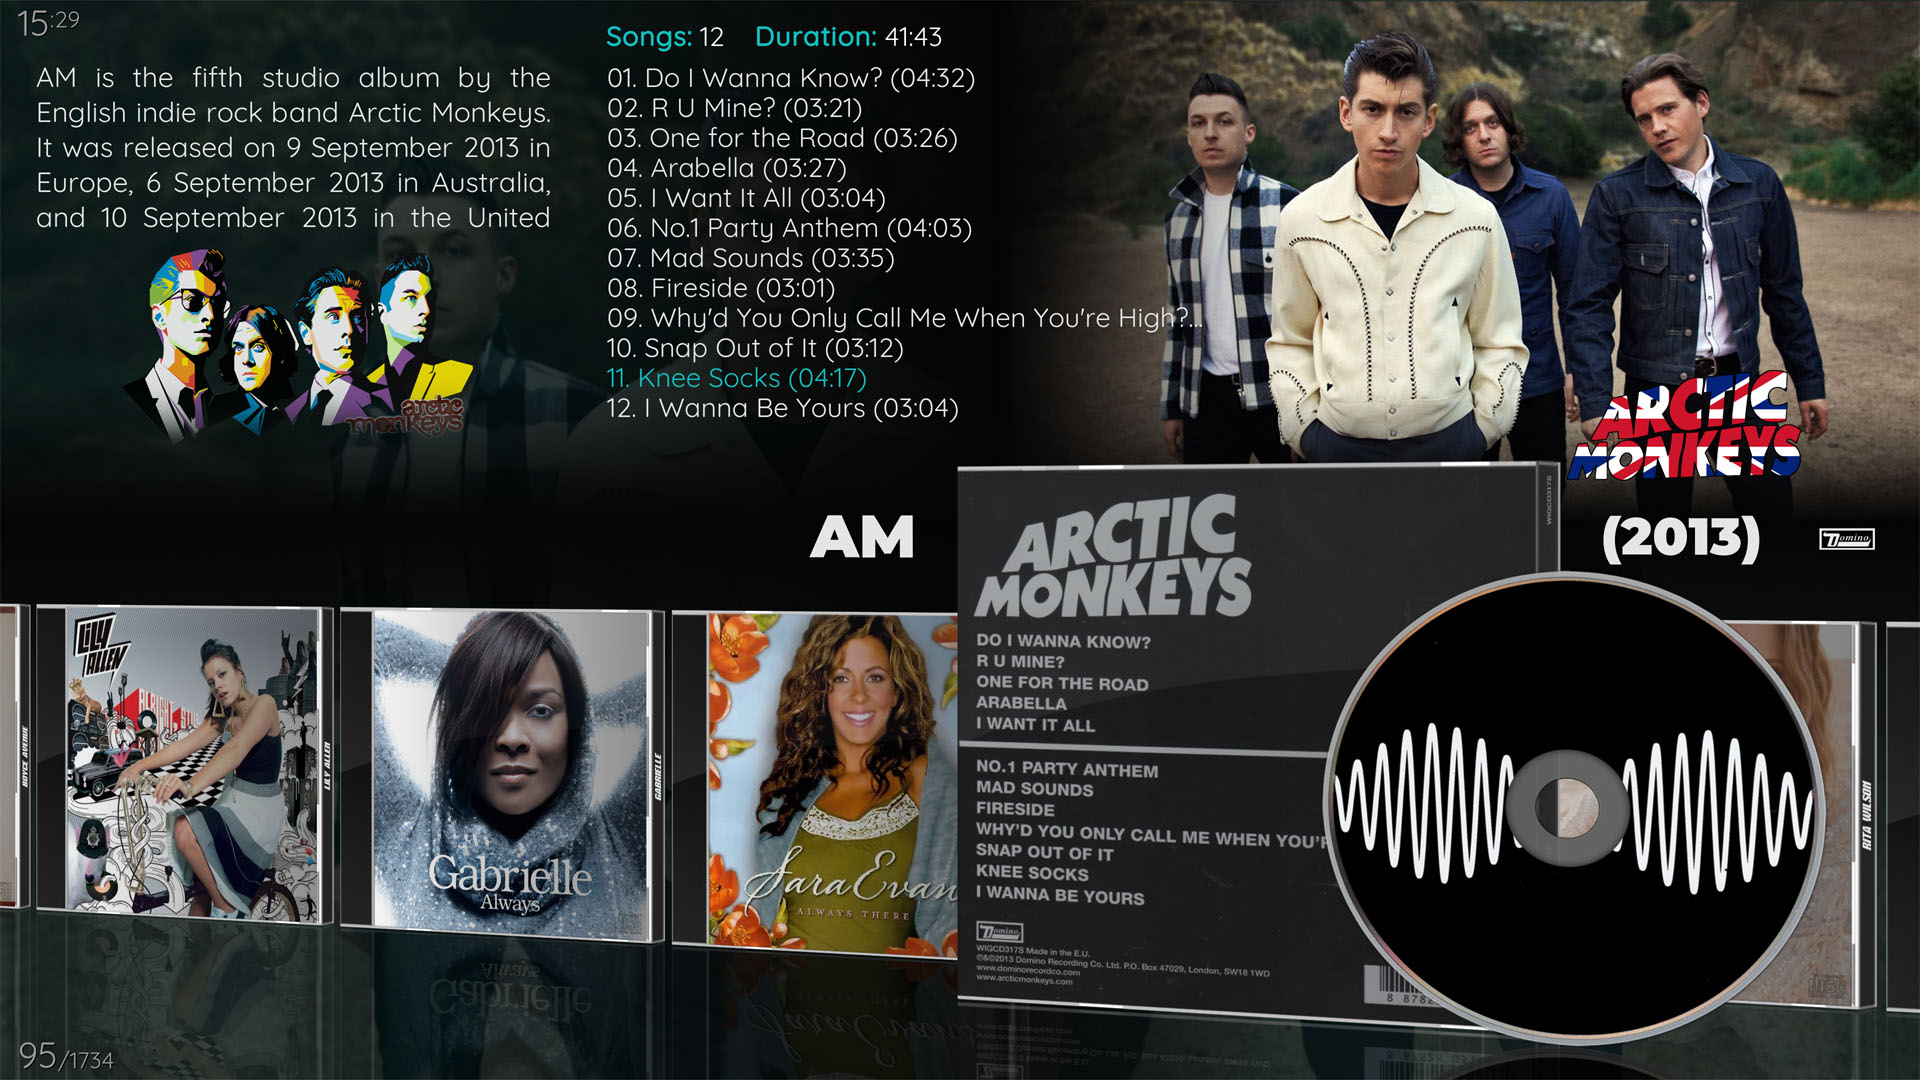 15:29
AM is the fifth studio album by the
English indie rock band Arctic Monkeys.
It was released on 9 September 2013 in
Europe, 6 September 2013 in Australia,
and 10 September 2013 in the United
arctic
monkeys
Songs: 12 Duration: 41:43
01. Do I Wanna Know? (04:32)
02. R U Mine? (03:21)
03. One for the Road (03:26)
04. Arabella (03:27)
05. I Want It All (03:04)
06. No.1 Party Anthem (04:03)
07. Mad Sounds (03:35)
08. Fireside (03:01)
09. Why'd You Only Call Me When You're High?...
10. Snap Out of It (03:12)
11. Knee Socks (04:17)
12. I Wanna Be Yours (03:04)
ARCTIC
MONKEYS
AM
(2013)
Domino
BOYCE AVENUE
LILY
ALLEN
ALRIGHT, STILL
LILY ALLEN
Gabrielle
Always
GABRIELLE
Sara Evan
ALWAYS THERE
ARCTIC
MONKEYS
DO I WANNA KNOW?
R U MINE?
ONE FOR THE ROAD
ARABELLA
I WANT IT ALL
NO.1 PARTY ANTHEM
MAD SOUNDS
FIRESIDE
WHY'D YOU ONLY CALL ME WHEN YOU'R
SNAP OUT OF IT
KNEE SOCKS
I WANNA BE YOURS
Domino
WIGCD317S Made in the E.U.
℗&©2013 Domino Recording Co. Ltd. P.O. Box 47029, London, SW18 1WD
www.dominorecordco.com
www.arcticmonkeys.com
8 8782
WIGCD317S
RITA WILSON
95/1734